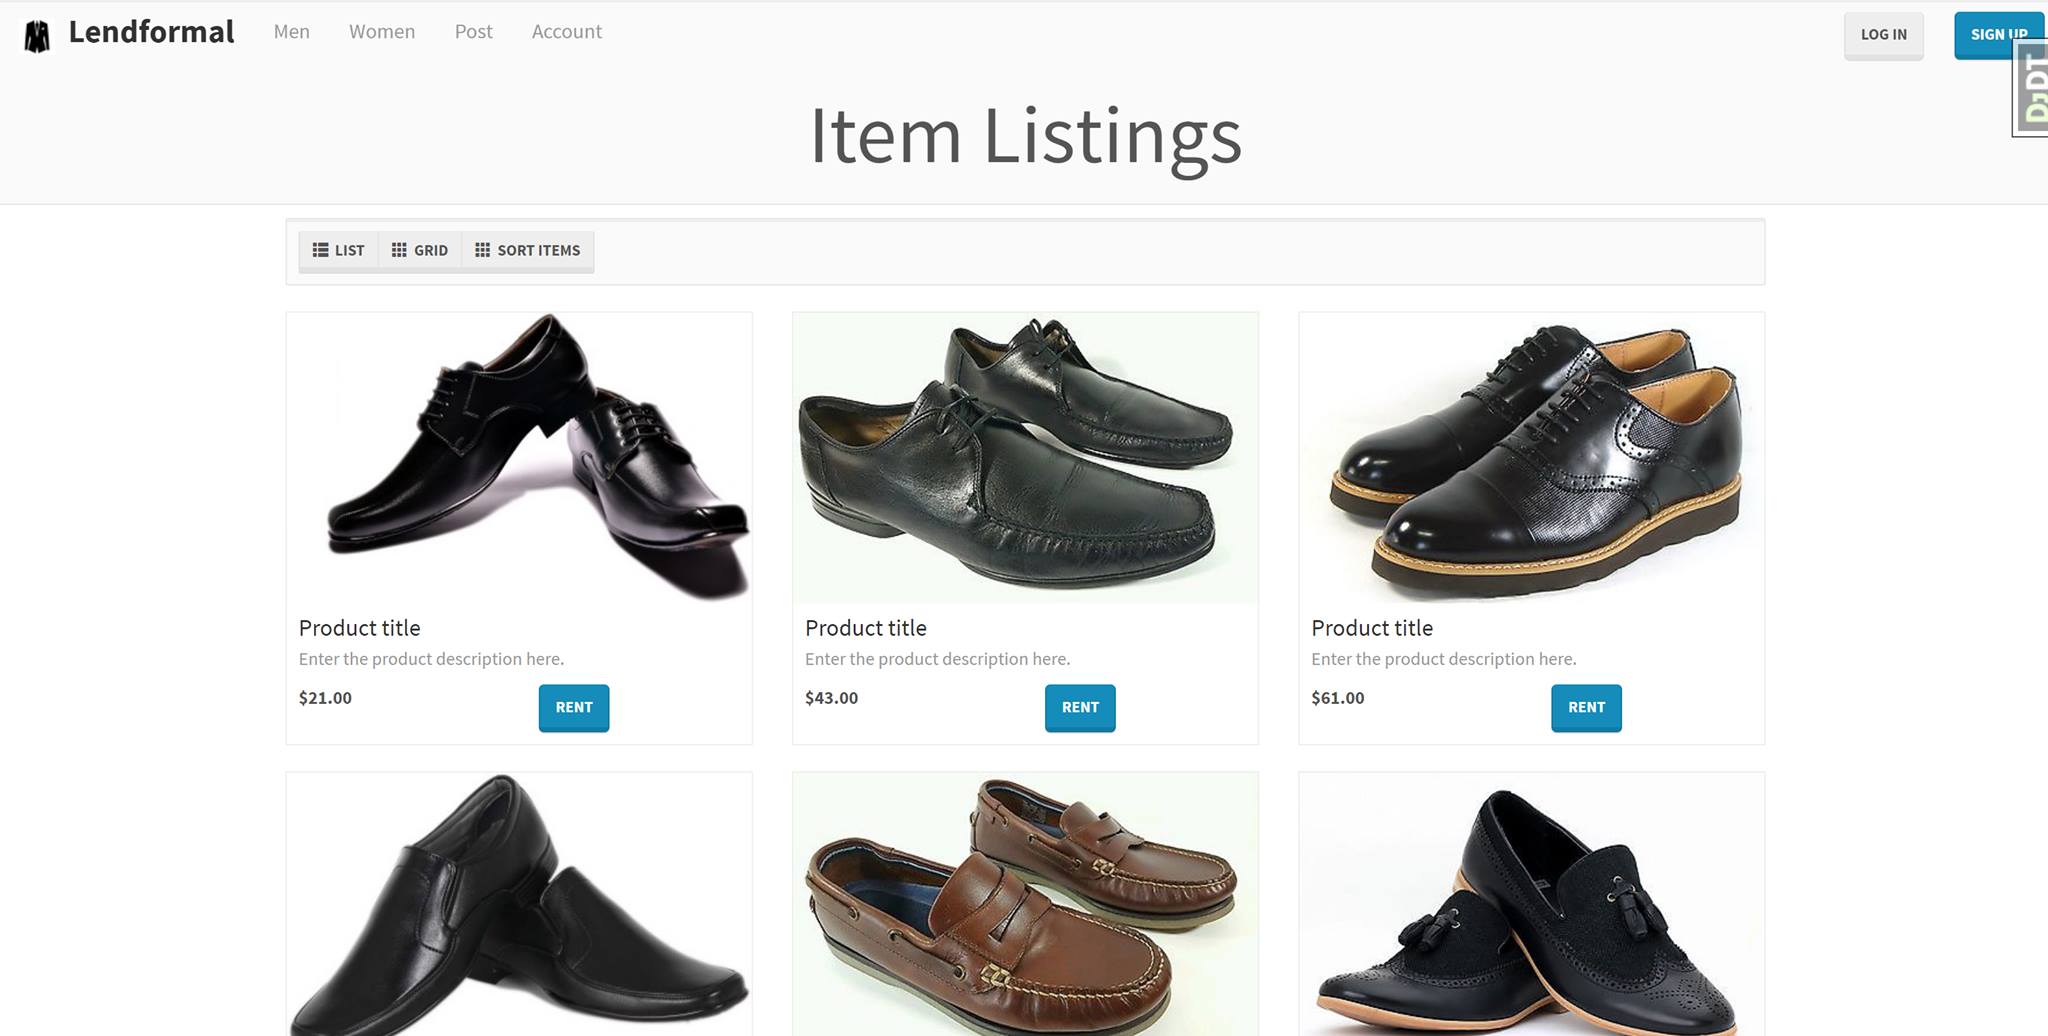 Lendformal Men Women Post Account LOG IN SIGN UP
DJDT
Item Listings
LIST GRID SORT ITEMS
Product title
Enter the product description here.
$21.00 RENT
Product title
Enter the product description here.
$43.00 RENT
Product title
Enter the product description here.
$61.00 RENT